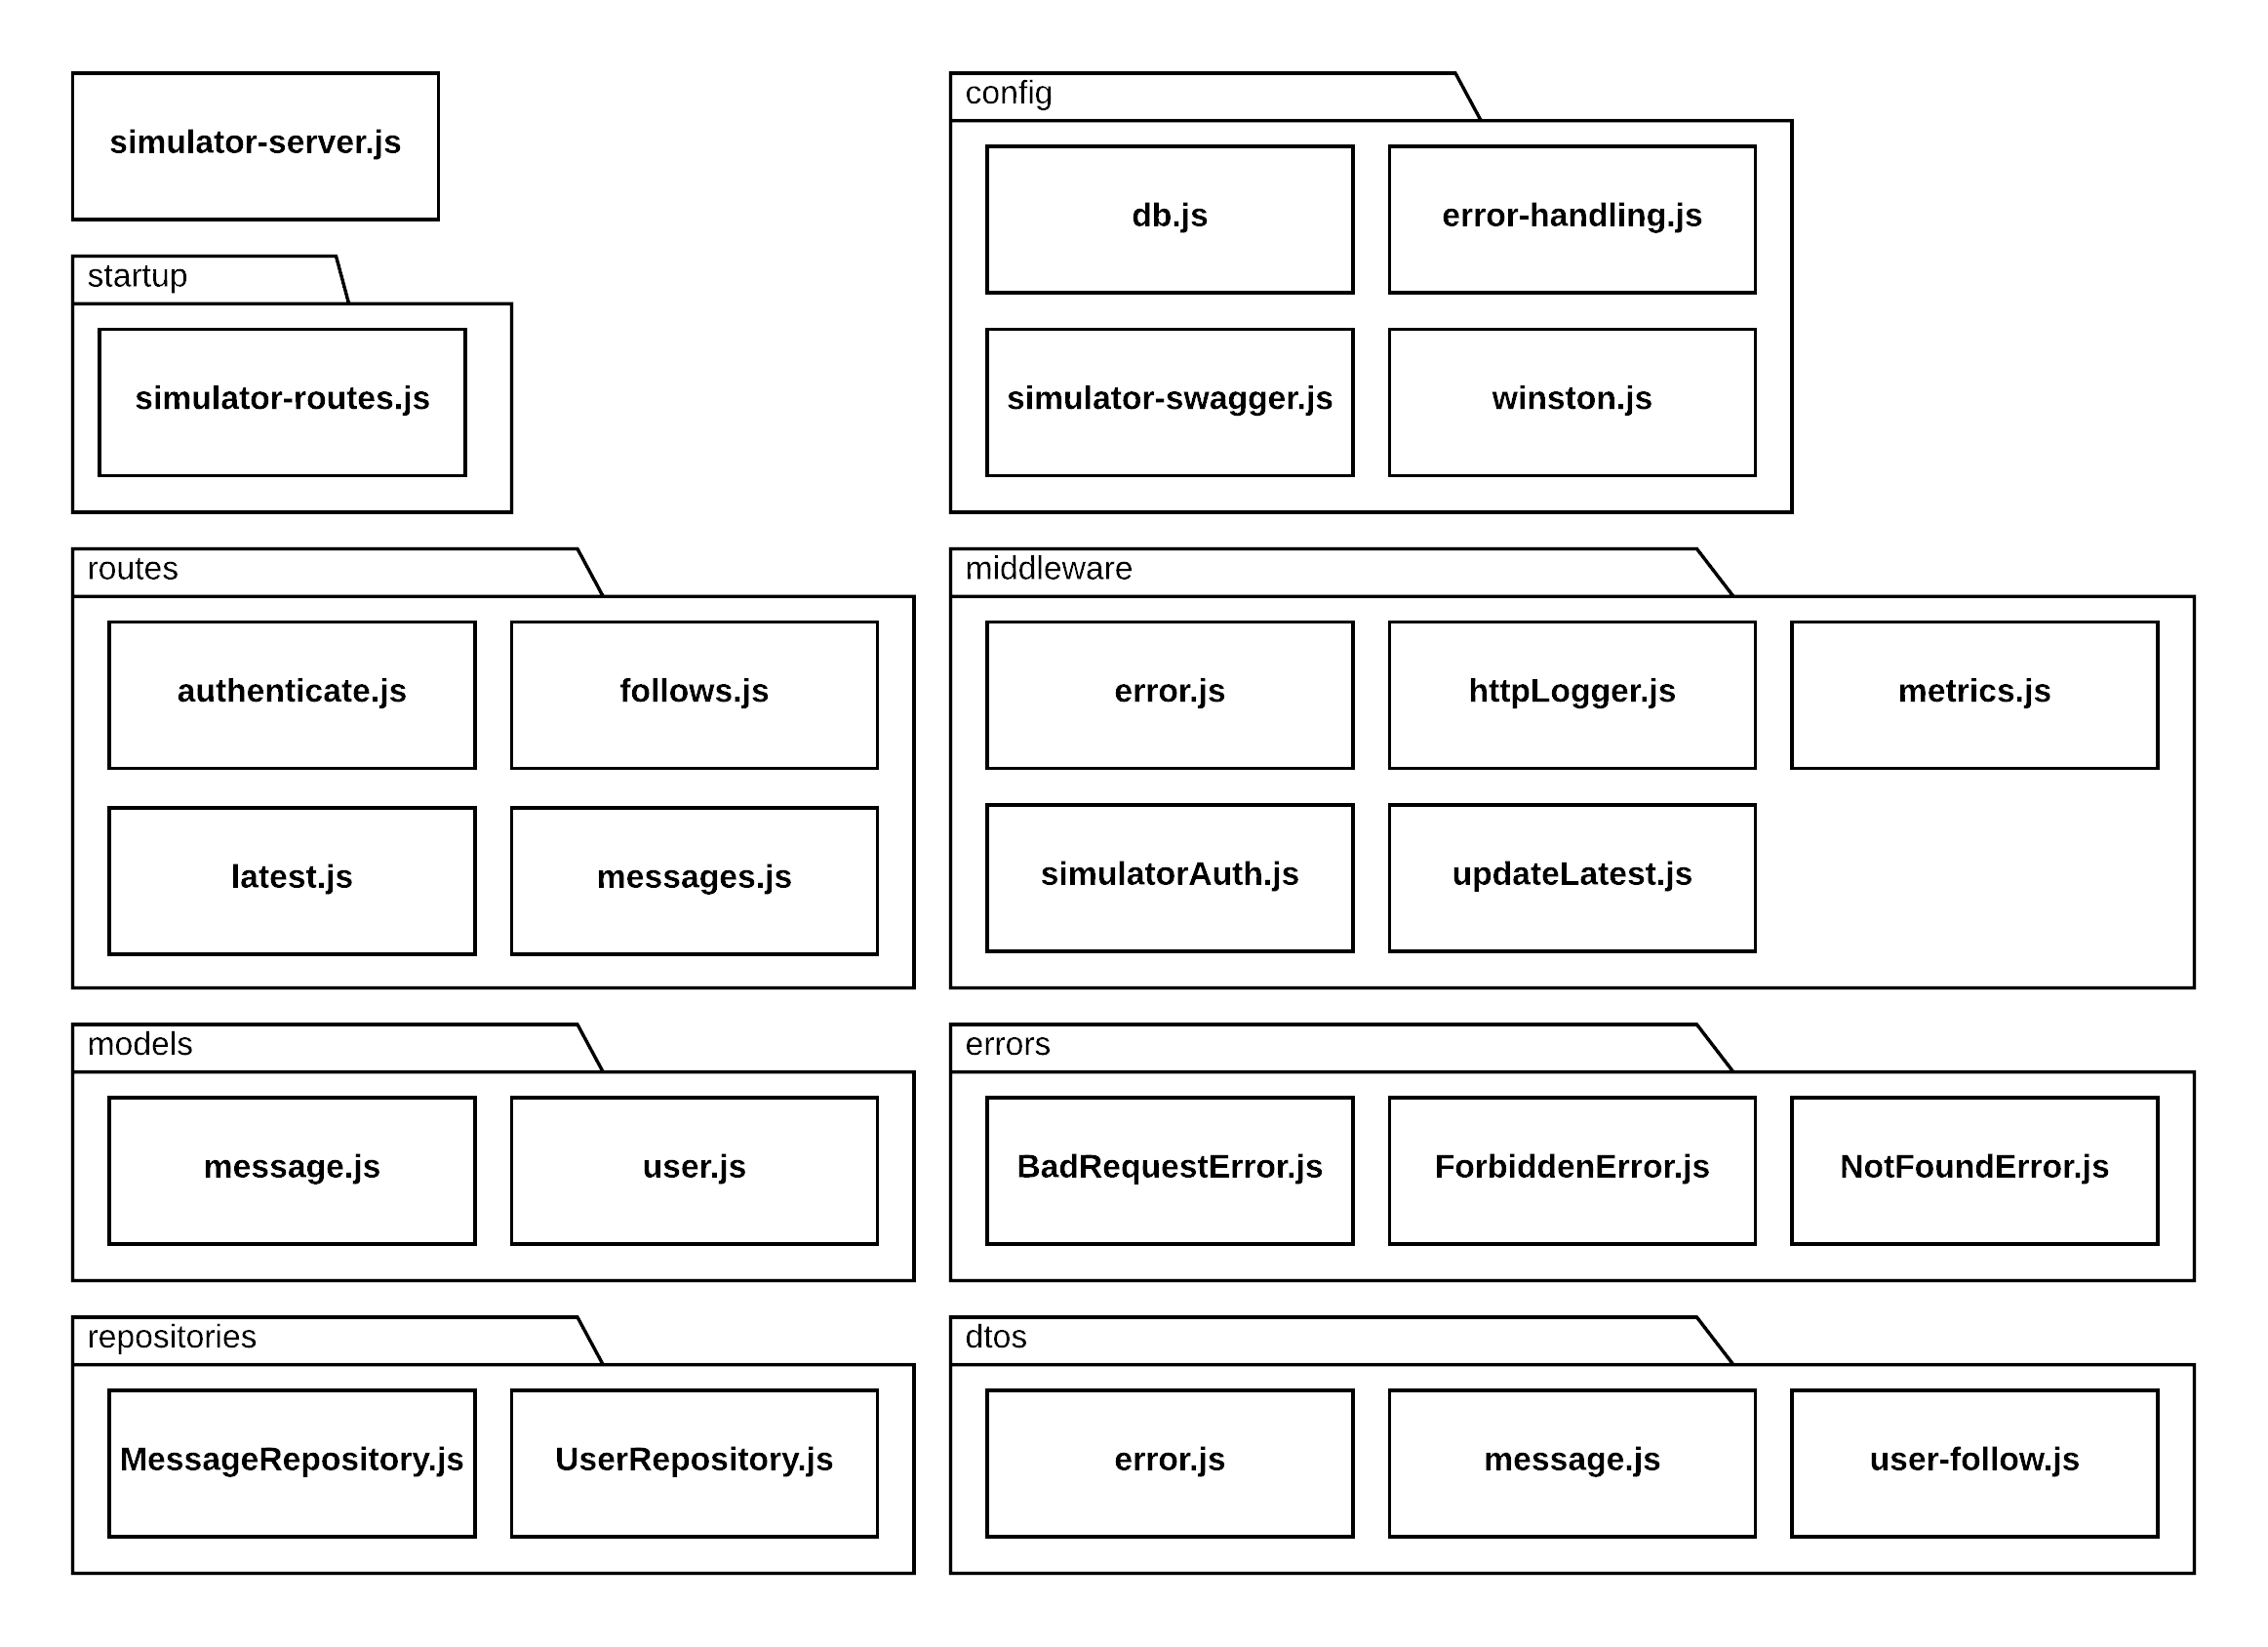 simulator-server.js
startup
simulator-routes.js
config
db.js
error-handling.js
simulator-swagger.js
winston.js
routes
authenticate.js
follows.js
latest.js
messages.js
middleware
error.js
httpLogger.js
metrics.js
simulatorAuth.js
updateLatest.js
models
message.js
user.js
errors
BadRequestError.js
ForbiddenError.js
NotFoundError.js
repositories
MessageRepository.js
UserRepository.js
dtos
error.js
message.js
user-follow.js